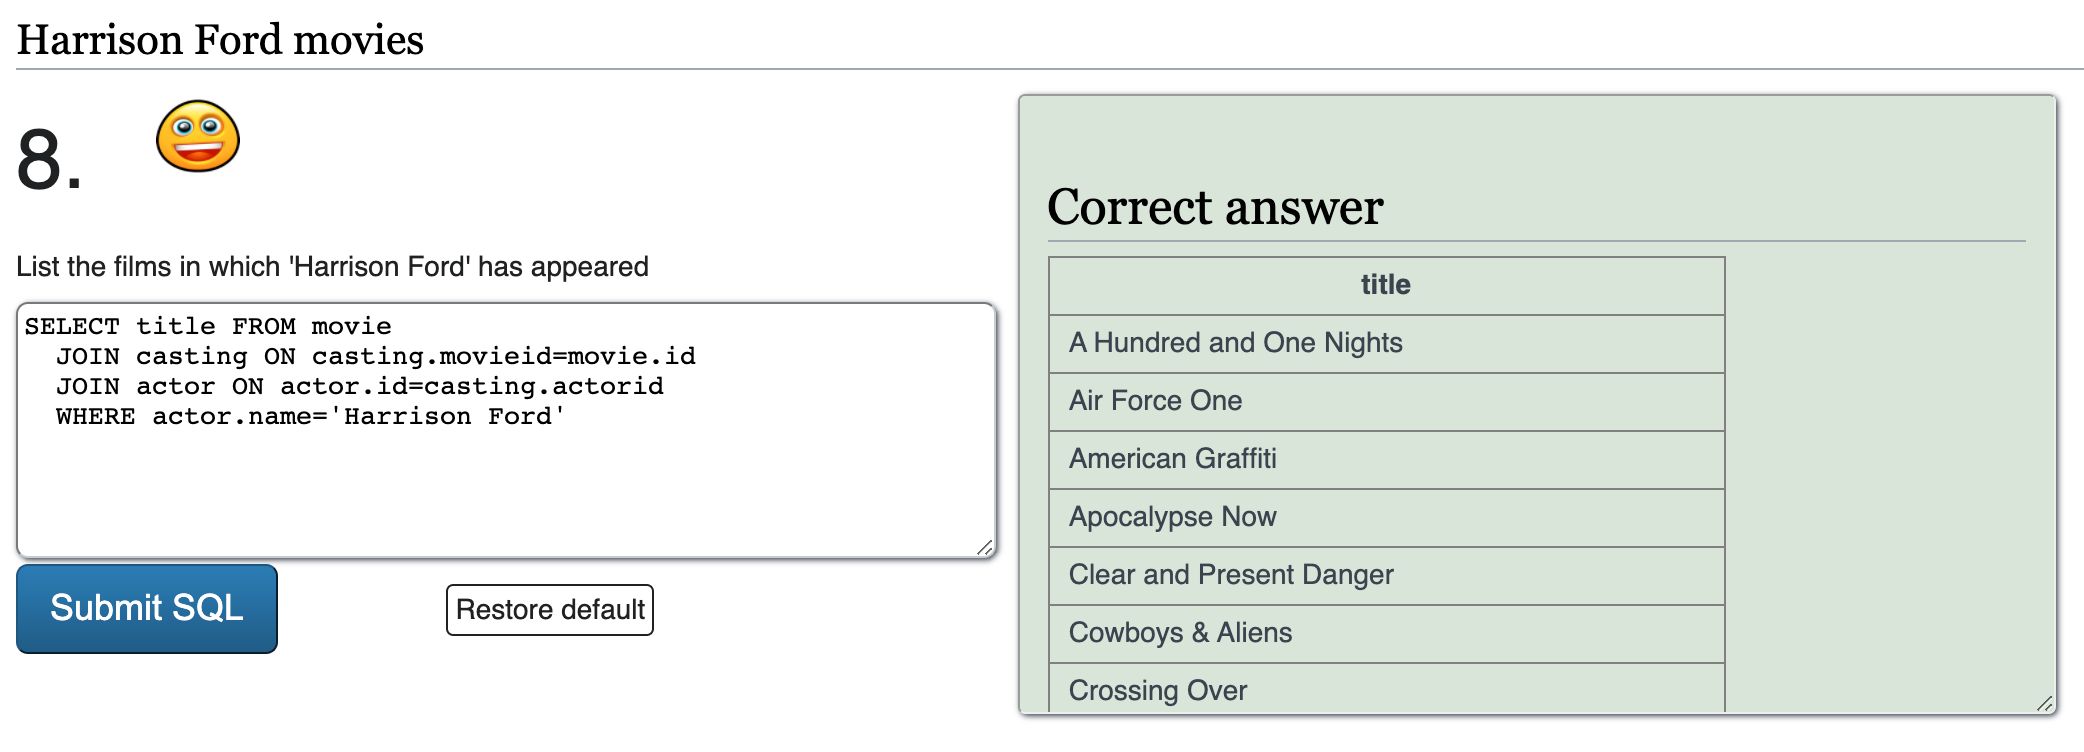 Harrison Ford movies
8.
List the films in which 'Harrison Ford' has appeared
SELECT title FROM movie
  JOIN casting ON casting.movieid=movie.id
  JOIN actor ON actor.id=casting.actorid
  WHERE actor.name='Harrison Ford'
Submit SQL
Restore default
Correct answer
title
A Hundred and One Nights
Air Force One
American Graffiti
Apocalypse Now
Clear and Present Danger
Cowboys & Aliens
Crossing Over